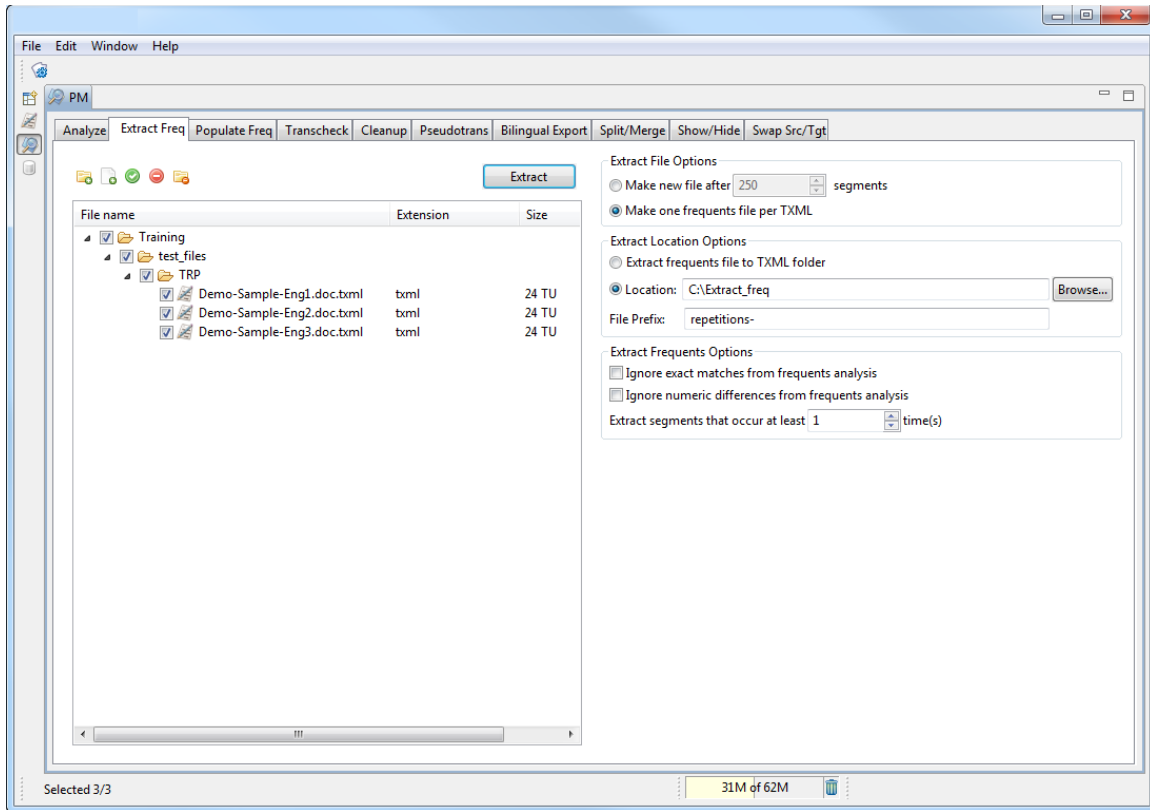 File Edit Window Help
PM
Analyze Extract Freq Populate Freq Transcheck Cleanup Pseudotrans Bilingual Export Split/Merge Show/Hide Swap Src/Tgt
Extract
File name Extension Size
Training
test_files
TRP
Demo-Sample-Eng1.doc.txml txml 24 TU
Demo-Sample-Eng2.doc.txml txml 24 TU
Demo-Sample-Eng3.doc.txml txml 24 TU
Extract File Options
Make new file after 250 segments
Make one frequents file per TXML
Extract Location Options
Extract frequents file to TXML folder
Location: C:\Extract_freq Browse...
File Prefix: repetitions-
Extract Frequents Options
Ignore exact matches from frequents analysis
Ignore numeric differences from frequents analysis
Extract segments that occur at least 1 time(s)
Selected 3/3
31M of 62M